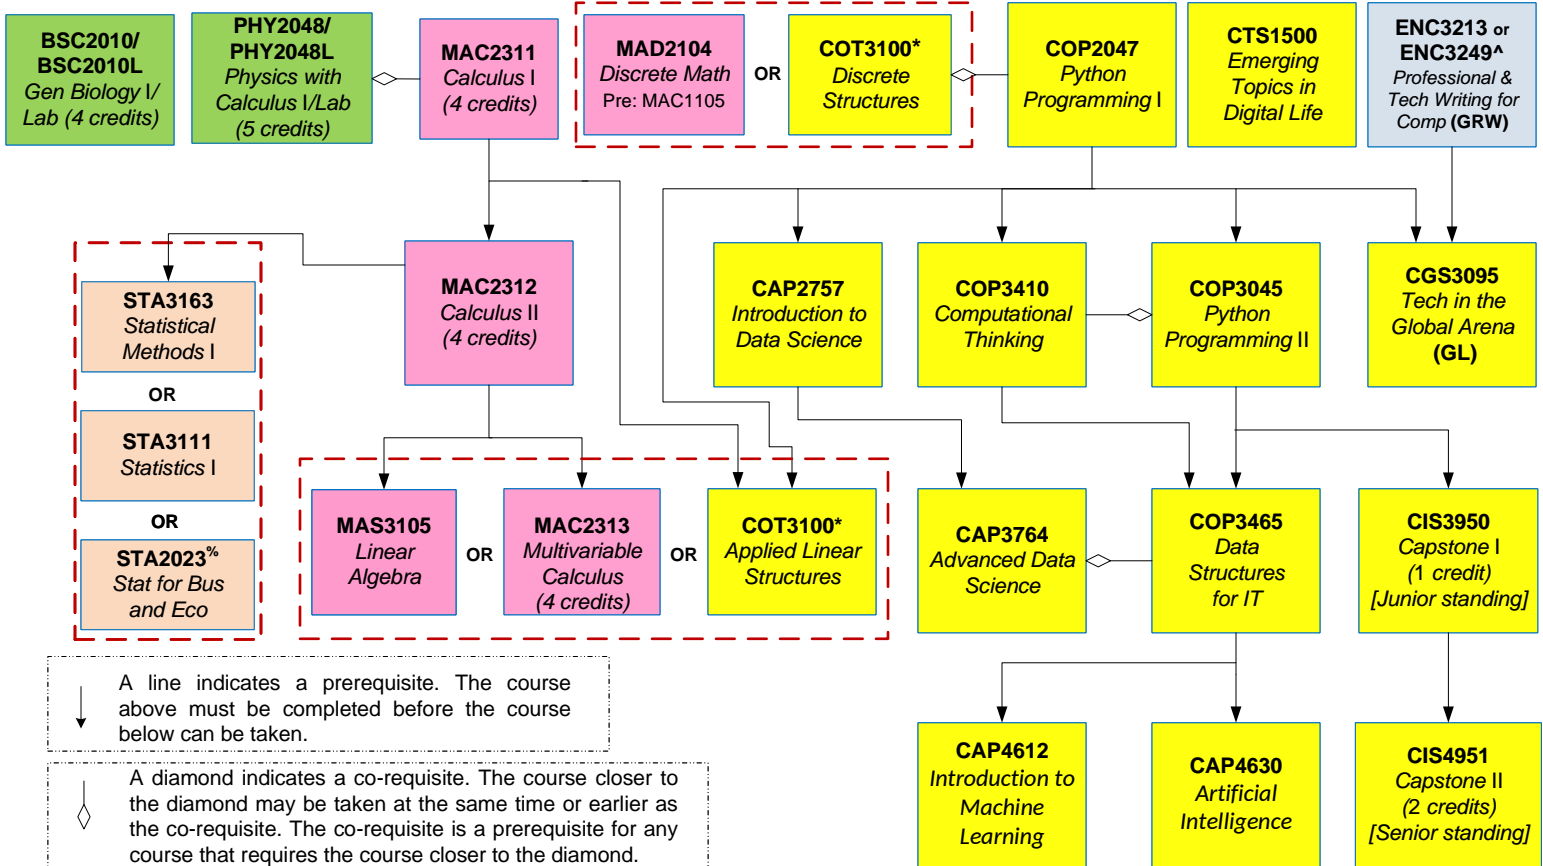 BSC2010/
BSC2010L
Gen Biology I/
Lab (4 credits)
PHY2048/
PHY2048L
Physics with
Calculus I/Lab
(5 credits)
MAC2311
Calculus I
(4 credits)
MAD2104
Discrete Math
Pre: MAC1105
OR
COT3100*
Discrete
Structures
COP2047
Python
Programming I
CTS1500
Emerging
Topics in
Digital Life
ENC3213 or
ENC3249^
Professional &
Tech Writing for
Comp (GRW)
STA3163
Statistical
Methods I
OR
STA3111
Statistics I
OR
STA2023%
Stat for Bus
and Eco
MAC2312
Calculus II
(4 credits)
CAP2757
Introduction to
Data Science
COP3410
Computational
Thinking
COP3045
Python
Programming II
CGS3095
Tech in the
Global Arena
(GL)
MAS3105
Linear
Algebra
OR
MAC2313
Multivariable
Calculus
(4 credits)
OR
COT3100*
Applied Linear
Structures
CAP3764
Advanced Data
Science
COP3465
Data
Structures
for IT
CIS3950
Capstone I
(1 credit)
[Junior standing]
A line indicates a prerequisite. The course
above must be completed before the course
below can be taken.
A diamond indicates a co-requisite. The course closer to
the diamond may be taken at the same time or earlier as
the co-requisite. The co-requisite is a prerequisite for any
course that requires the course closer to the diamond.
CAP4612
Introduction to
Machine
Learning
CAP4630
Artificial
Intelligence
CIS4951
Capstone II
(2 credits)
[Senior standing]